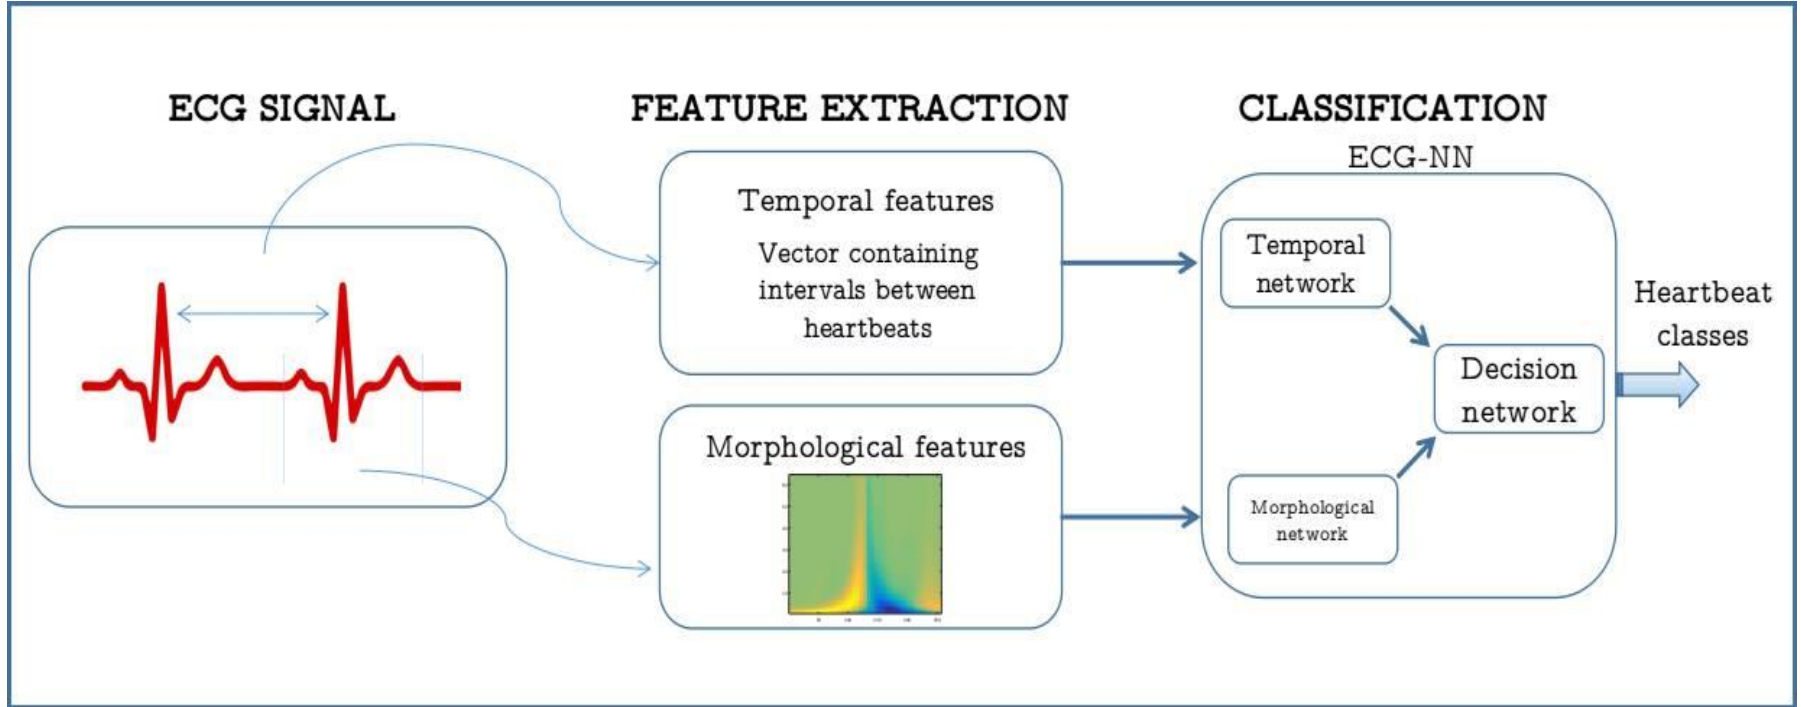 ECG SIGNAL
FEATURE EXTRACTION
CLASSIFICATION
ECG-NN
Temporal features
Vector containing
intervals between
heartbeats
Morphological features
Temporal
network
Decision
network
Morphological
network
Heartbeat
classes